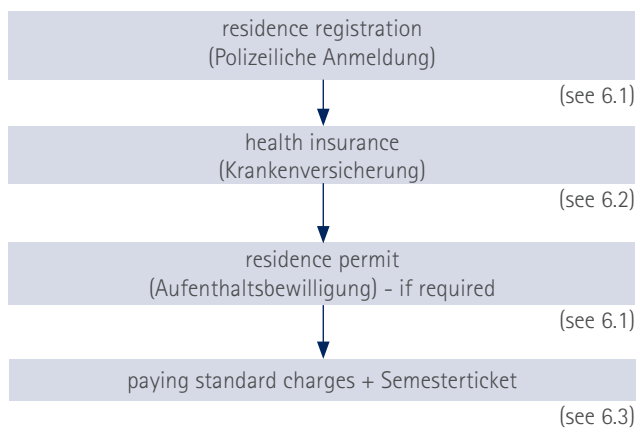 residence registration
(Polizeiliche Anmeldung)
(see 6.1)
health insurance
(Krankenversicherung)
(see 6.2)
residence permit
(Aufenthaltsbewilligung) - if required
(see 6.1)
paying standard charges + Semesterticket
(see 6.3)